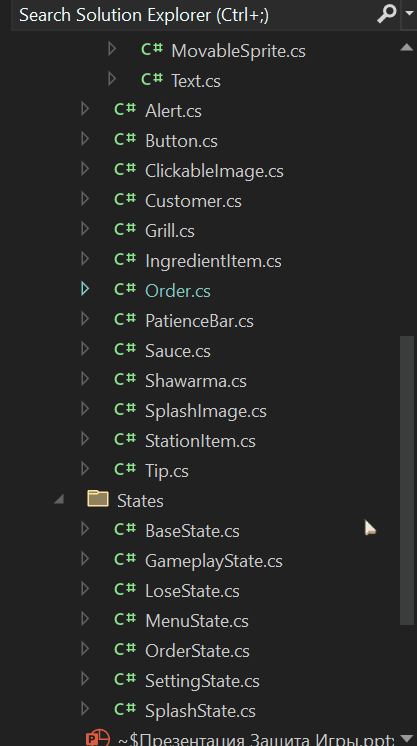 Search Solution Explorer (Ctrl+;)
C# MovableSprite.cs
C# Text.cs
C# Alert.cs
C# Button.cs
C# ClickableImage.cs
C# Customer.cs
C# Grill.cs
C# IngredientItem.cs
C# Order.cs
C# PatienceBar.cs
C# Sauce.cs
C# Shawarma.cs
C# SplashImage.cs
C# StationItem.cs
C# Tip.cs
States
C# BaseState.cs
C# GameplayState.cs
C# LoseState.cs
C# MenuState.cs
C# OrderState.cs
C# SettingState.cs
C# SplashState.cs
~$Презентация Защита Игры.pptx